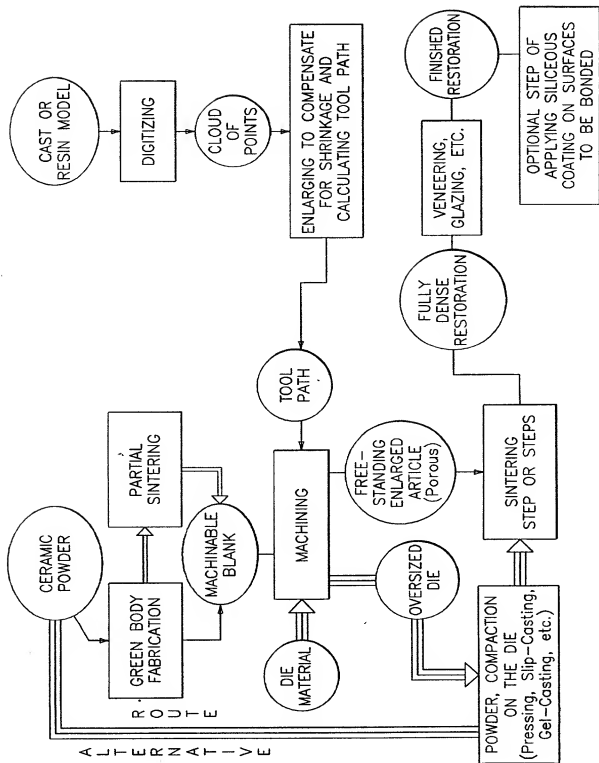 CAST OR
RESIN MODEL
DIGITIZING
CLOUD
OF
POINTS
ENLARGING TO COMPENSATE
FOR SHRINKAGE AND
CALCULATING TOOL PATH
TOOL
PATH
CERAMIC
POWDER
GREEN BODY
FABRICATION
PARTIAL
SINTERING
MACHINABLE
BLANK
DIE
MATERIAL
MACHINING
FREE-
STANDING
ENLARGED
ARTICLE
(Porous)
OVERSIZED
DIE
ALTERNATIVE
ROUTE
POWDER, COMPACTION
ON THE DIE
(Pressing, Slip-Casting,
Gel-Casting, etc.)
SINTERING
STEP OR STEPS
FULLY
DENSE
RESTORATION
VENEERING,
GLAZING, ETC.
FINISHED
RESTORATION
OPTIONAL STEP OF
APPLYING SILICEOUS
COATING ON SURFACES
TO BE BONDED